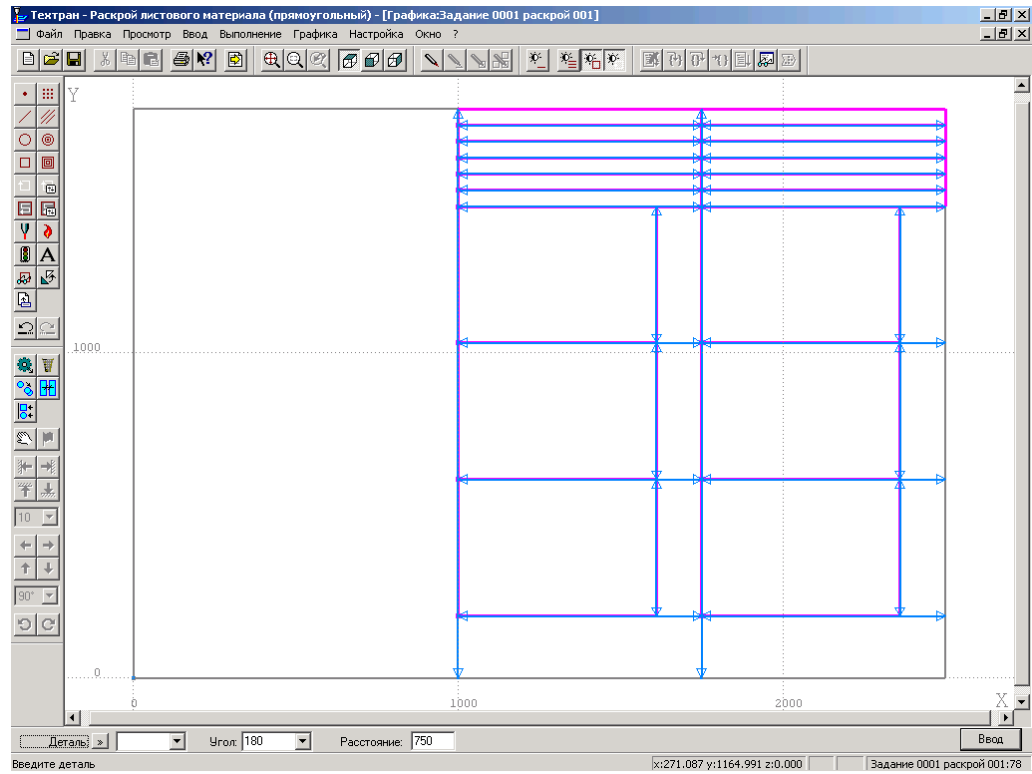 Техтран - Раскрой листового материала (прямоугольный) - [Графика:Задание 0001 раскрой 001]
Файл Правка Просмотр Ввод Выполнение Графика Настройка Окно ?
Y
A
1000
10
90°
0
0 1000 2000 X
Деталь: » Угол: 180 Расстояние: 750 Ввод
Введите деталь x:271.087 y:1164.991 z:0.000 Задание 0001 раскрой 001:78